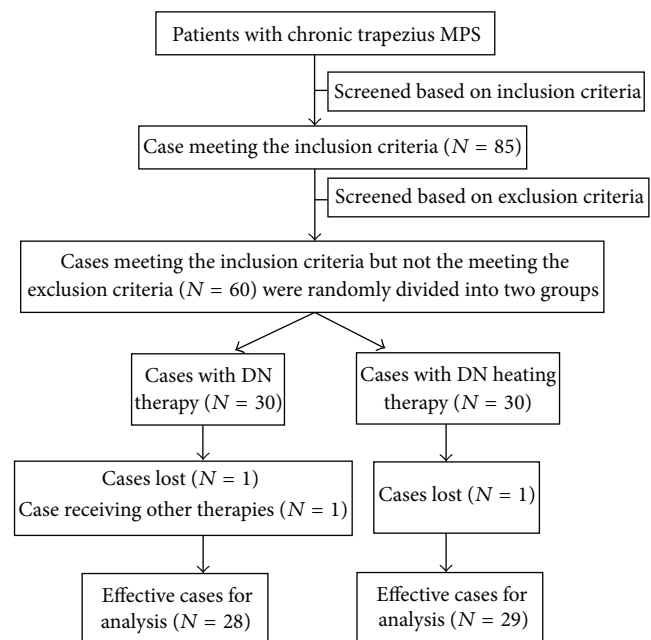 Patients with chronic trapezius MPS
Screened based on inclusion criteria
Case meeting the inclusion criteria (N = 85)
Screened based on exclusion criteria
Cases meeting the inclusion criteria but not the meeting the
exclusion criteria (N = 60) were randomly divided into two groups
Cases with DN
therapy (N = 30)
Cases with DN heating
therapy (N = 30)
Cases lost (N = 1)
Case receiving other therapies (N = 1)
Cases lost (N = 1)
Effective cases for
analysis (N = 28)
Effective cases for
analysis (N = 29)